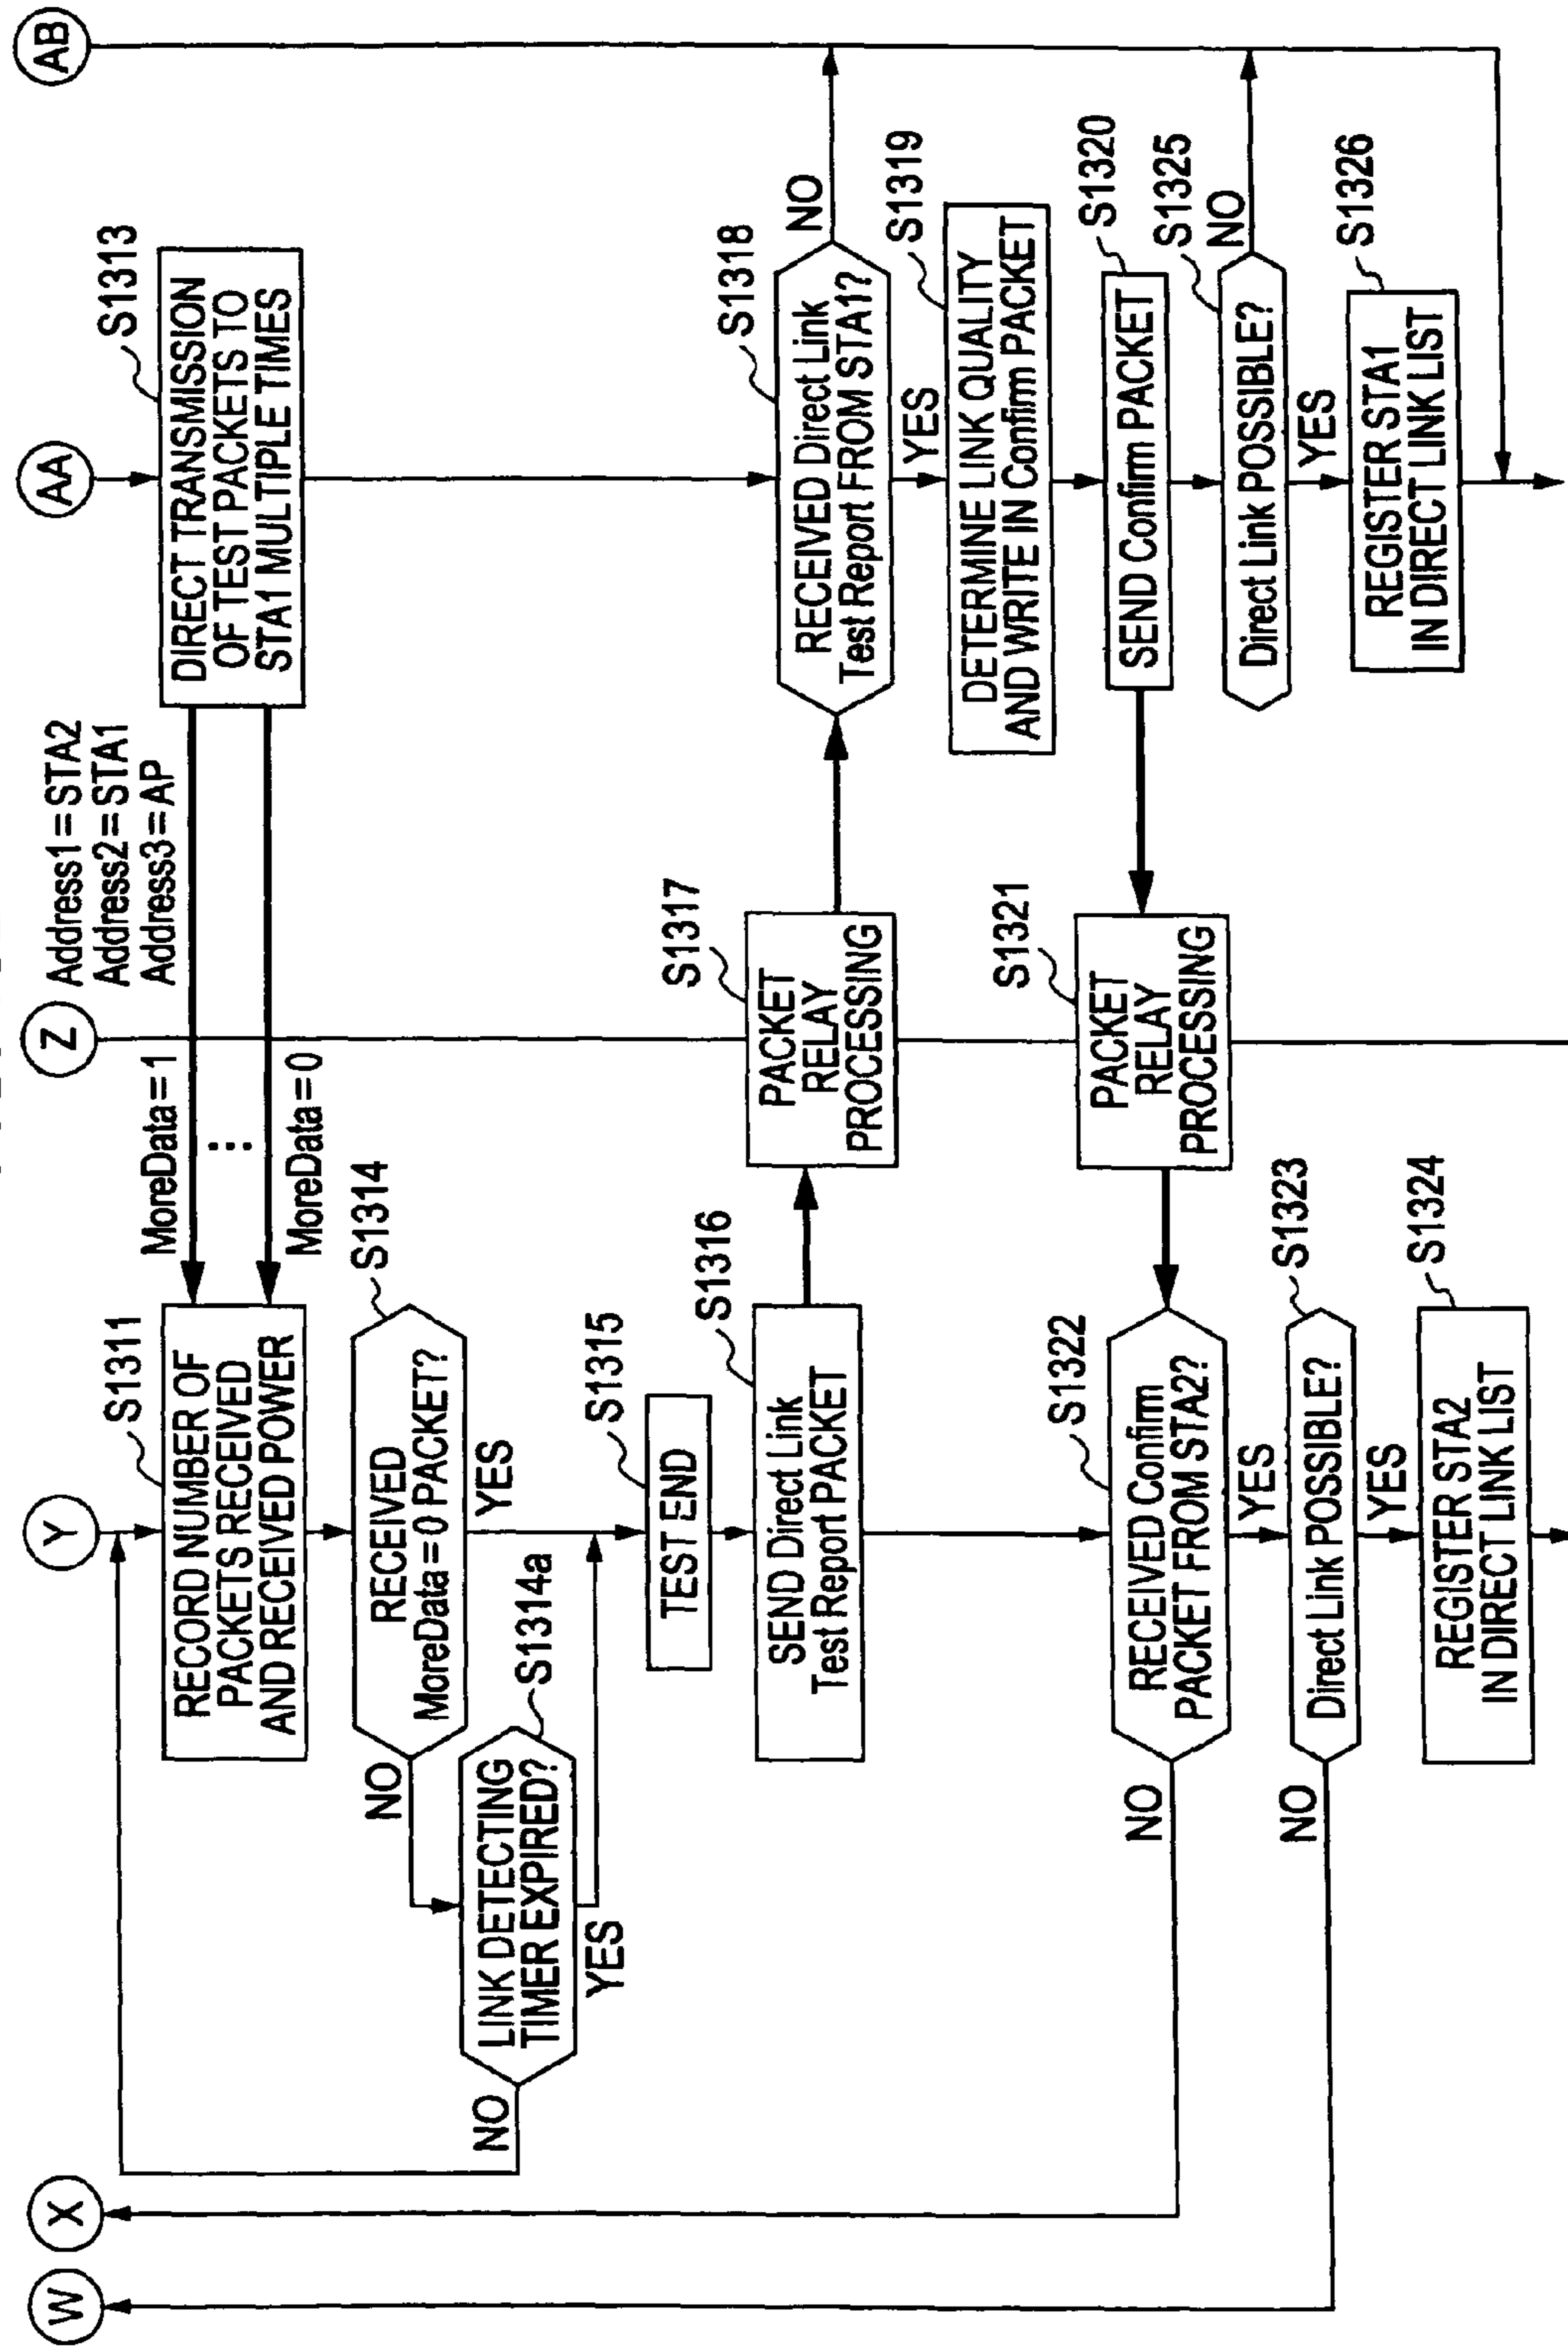 W
X
Y
Z
AA
AB
Address1=STA2
Address2=STA1
Address3=AP
MoreData=1
⋮
MoreData=0
S1311
RECORD NUMBER OF
PACKETS RECEIVED
AND RECEIVED POWER
S1313
DIRECT TRANSMISSION
OF TEST PACKETS TO
STA1 MULTIPLE TIMES
S1314
RECEIVED
MoreData=0 PACKET?
NO
YES
S1314a
LINK DETECTING
TIMER EXPIRED?
NO
YES
S1315
TEST END
S1316
SEND Direct Link
Test Report PACKET
S1317
PACKET
RELAY
PROCESSING
S1318
RECEIVED Direct Link
Test Report FROM STA1?
NO
YES
S1319
DETERMINE LINK QUALITY
AND WRITE IN Confirm PACKET
S1320
SEND Confirm PACKET
S1321
PACKET
RELAY
PROCESSING
S1322
RECEIVED Confirm
PACKET FROM STA2?
NO
YES
S1323
Direct Link POSSIBLE?
NO
YES
S1324
REGISTER STA2
IN DIRECT LINK LIST
S1325
Direct Link POSSIBLE?
NO
YES
S1326
REGISTER STA1
IN DIRECT LINK LIST